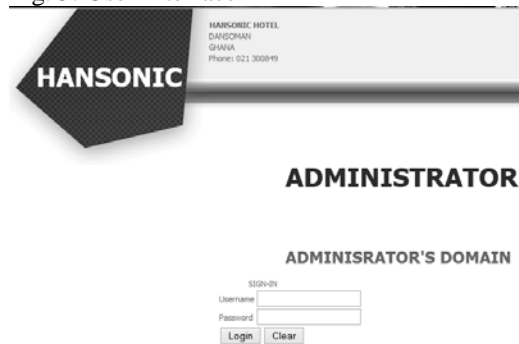 HANSONIC HOTEL
DANSOMAN
GHANA
Phone: 021 300849
HANSONIC
ADMINISTRATOR
ADMINISRATOR'S DOMAIN
SIGN-IN
Username
Password
Login Clear